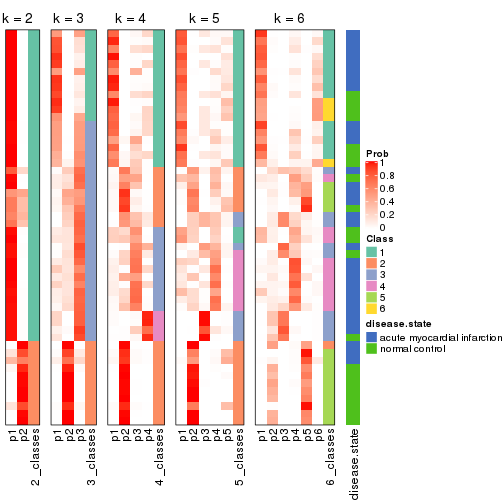 k = 2
k = 3
k = 4
k = 5
k = 6
Prob
1
0.8
0.6
0.4
0.2
0
Class
1
2
3
4
5
6
disease.state
acute myocardial infarction
normal control
p1
p2
2_classes
p1
p2
p3
3_classes
p1
p2
p3
p4
4_classes
p1
p2
p3
p4
p5
5_classes
p1
p2
p3
p4
p5
p6
6_classes
disease.state